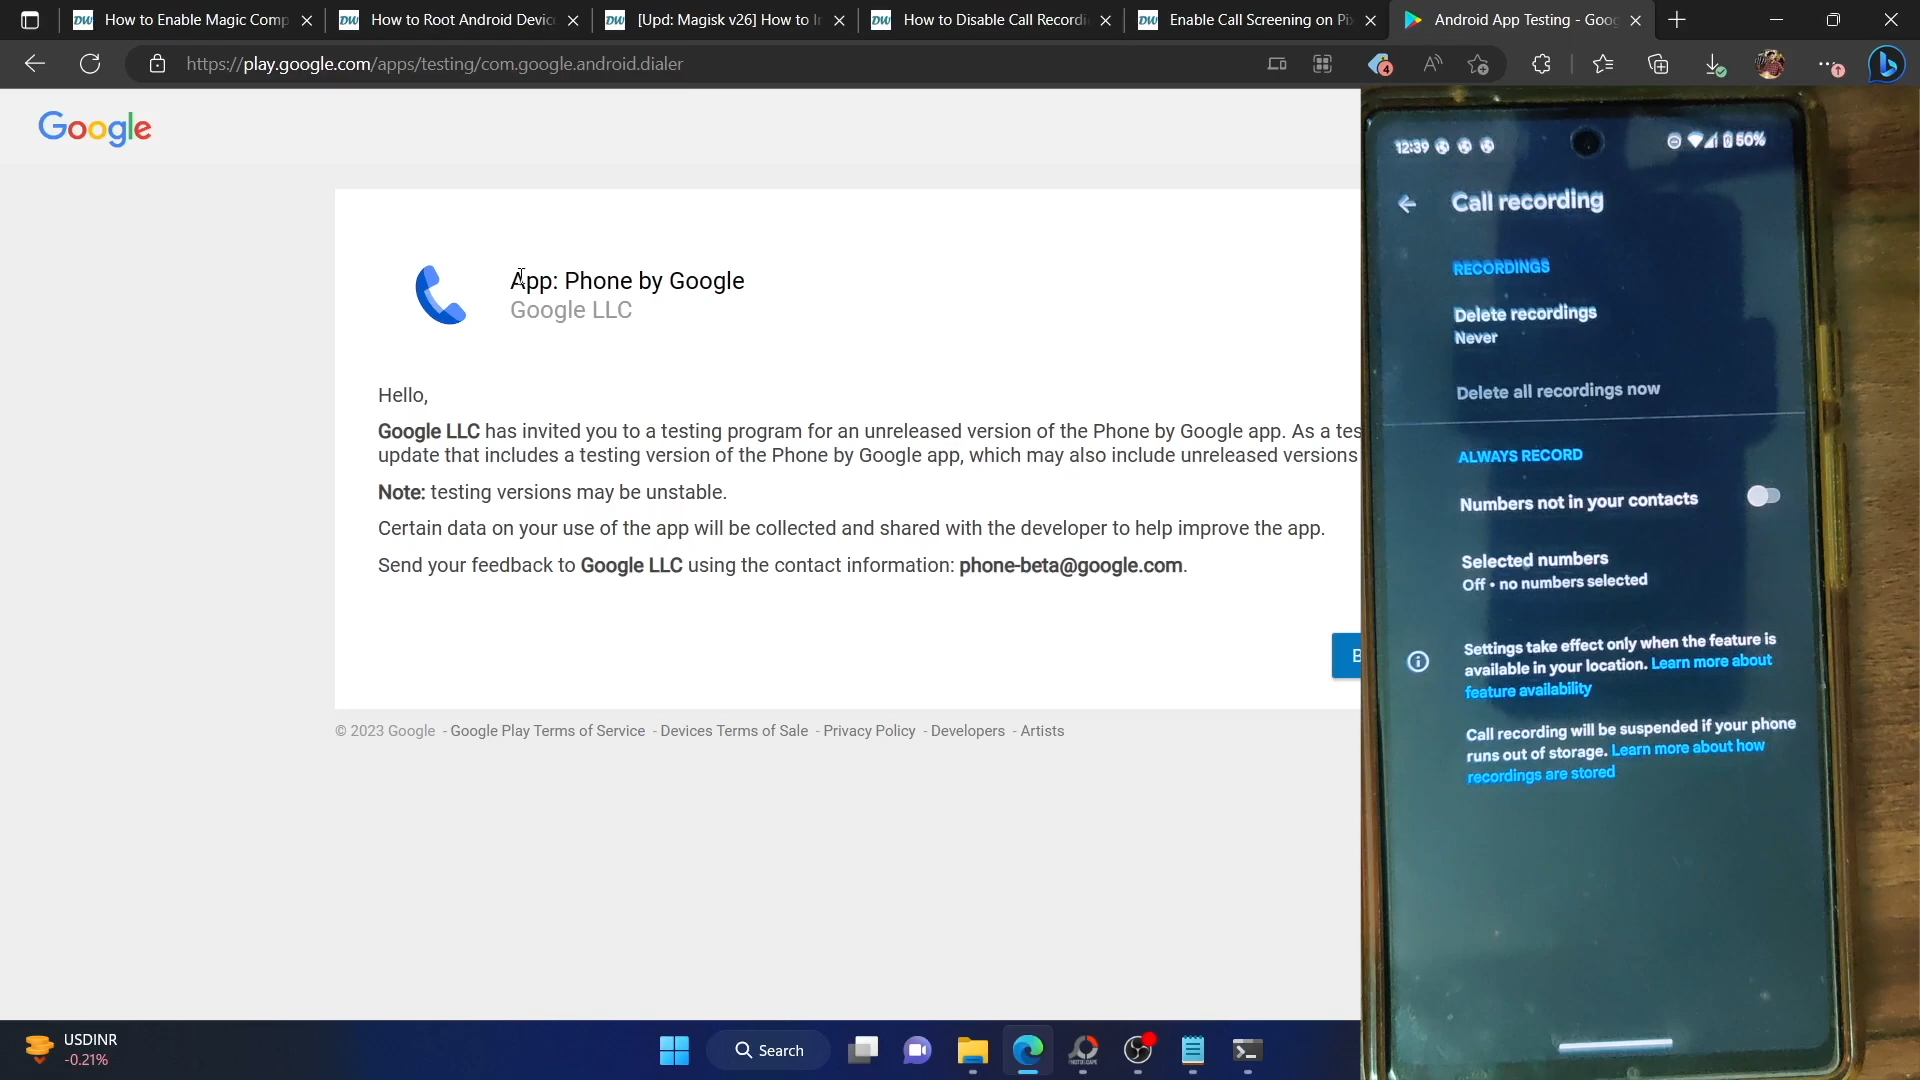 How to Enable Magic Comp
How to Root Android Devic
[Upd: Magisk v26] How to I
How to Disable Call Recordi
Enable Call Screening on Pi
Android App Testing - Goog
https://play.google.com/apps/testing/com.google.android.dialer
4
Google
App: Phone by Google
Google LLC
Hello,
Google LLC has invited you to a testing program for an unreleased version of the Phone by Google app. As a tes
update that includes a testing version of the Phone by Google app, which may also include unreleased versions
Note: testing versions may be unstable.
Certain data on your use of the app will be collected and shared with the developer to help improve the app.
Send your feedback to Google LLC using the contact information: phone-beta@google.com.
B
© 2023 Google - Google Play Terms of Service - Devices Terms of Sale - Privacy Policy - Developers - Artists
12:39
50%
Call recording
RECORDINGS
Delete recordings
Never
Delete all recordings now
ALWAYS RECORD
Numbers not in your contacts
Selected numbers
Off • no numbers selected
Settings take effect only when the feature is
available in your location. Learn more about
feature availability
Call recording will be suspended if your phone
runs out of storage. Learn more about how
recordings are stored
USDINR
-0.21%
Search